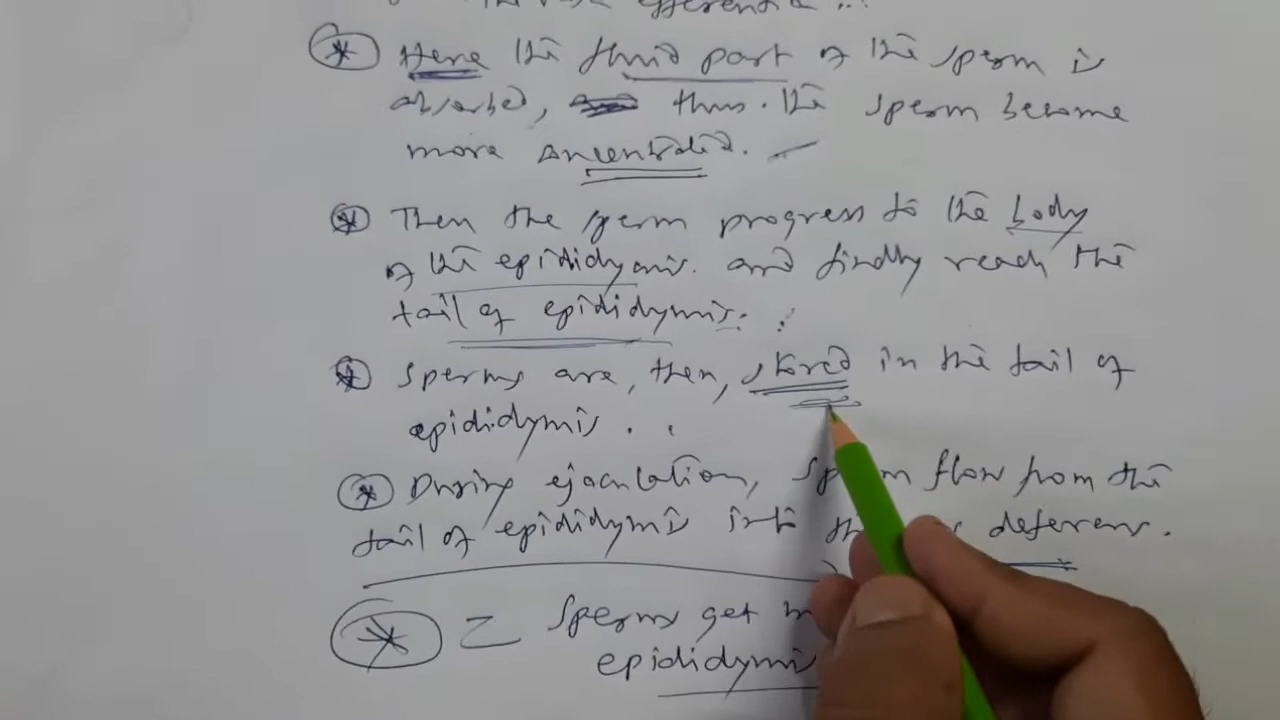 the vasa efferentia...
* Here the fluid part of the sperm is
absorbed, thus. the sperm become
more concentrated.
* Then the sperm progress to the body
of the epididymis. and finally reach the
tail of epididymis.
* Sperms are, then, stored in the tail of
epididymis.
* During ejaculation, sperm flow from the
tail of epididymis into deferens.
* Sperms get
epididymis